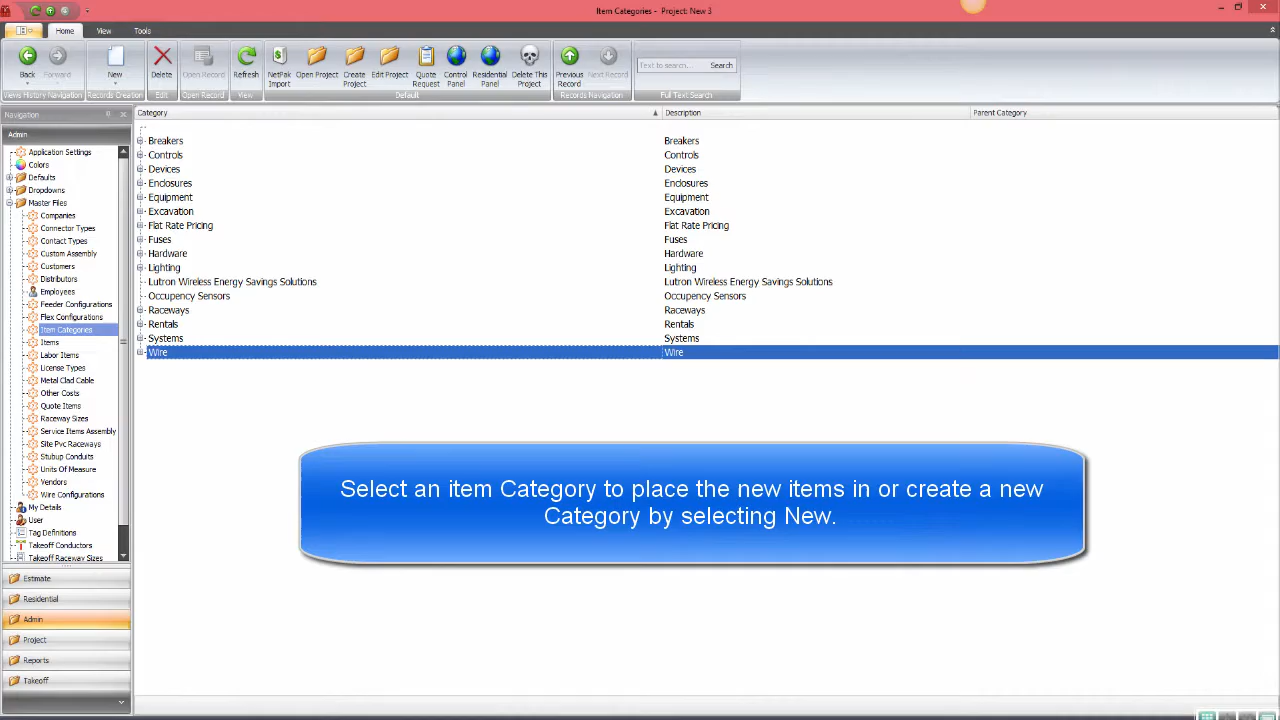 Item Categories - Project: New 3
Home View Tools
Back Forward New Delete Open Record Refresh NetPak Import Open Project Create Project Edit Project Quote Request Control Panel Residential Panel Delete This Project Previous Record Next Record Text to search... Search
Views History Navigation Records Creation Edit Open Record View Default Records Navigation Full Text Search
Navigation
Admin
Application Settings
Colors
Defaults
Dropdowns
Master Files
Companies
Connector Types
Contact Types
Custom Assembly
Customers
Distributors
Employees
Feeder Configurations
Flex Configurations
Item Categories
Items
Labor Items
License Types
Metal Clad Cable
Other Costs
Quote Items
Raceway Sizes
Service Items Assembly
Site Pvc Raceways
Stubup Conduits
Units Of Measure
Vendors
Wire Configurations
My Details
User
Tag Definitions
Takeoff Conductors
Takeoff Raceway Sizes
Estimate
Residential
Admin
Project
Reports
Takeoff
Category Description Parent Category
Breakers Breakers
Controls Controls
Devices Devices
Enclosures Enclosures
Equipment Equipment
Excavation Excavation
Flat Rate Pricing Flat Rate Pricing
Fuses Fuses
Hardware Hardware
Lighting Lighting
Lutron Wireless Energy Savings Solutions Lutron Wireless Energy Savings Solutions
Occupency Sensors Occupency Sensors
Raceways Raceways
Rentals Rentals
Systems Systems
Wire Wire
Select an item Category to place the new items in or create a new
Category by selecting New.